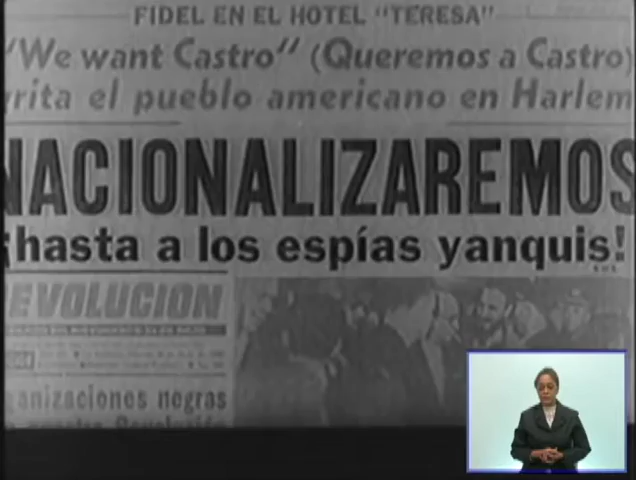 FIDEL EN EL HOTEL "TERESA"
"We want Castro" (Queremos a Castro)
rita el pueblo americano en Harlem
NACIONALIZAREMOS
¡hasta a los espías yanquis!
EVOLUCION
anizaciones negras